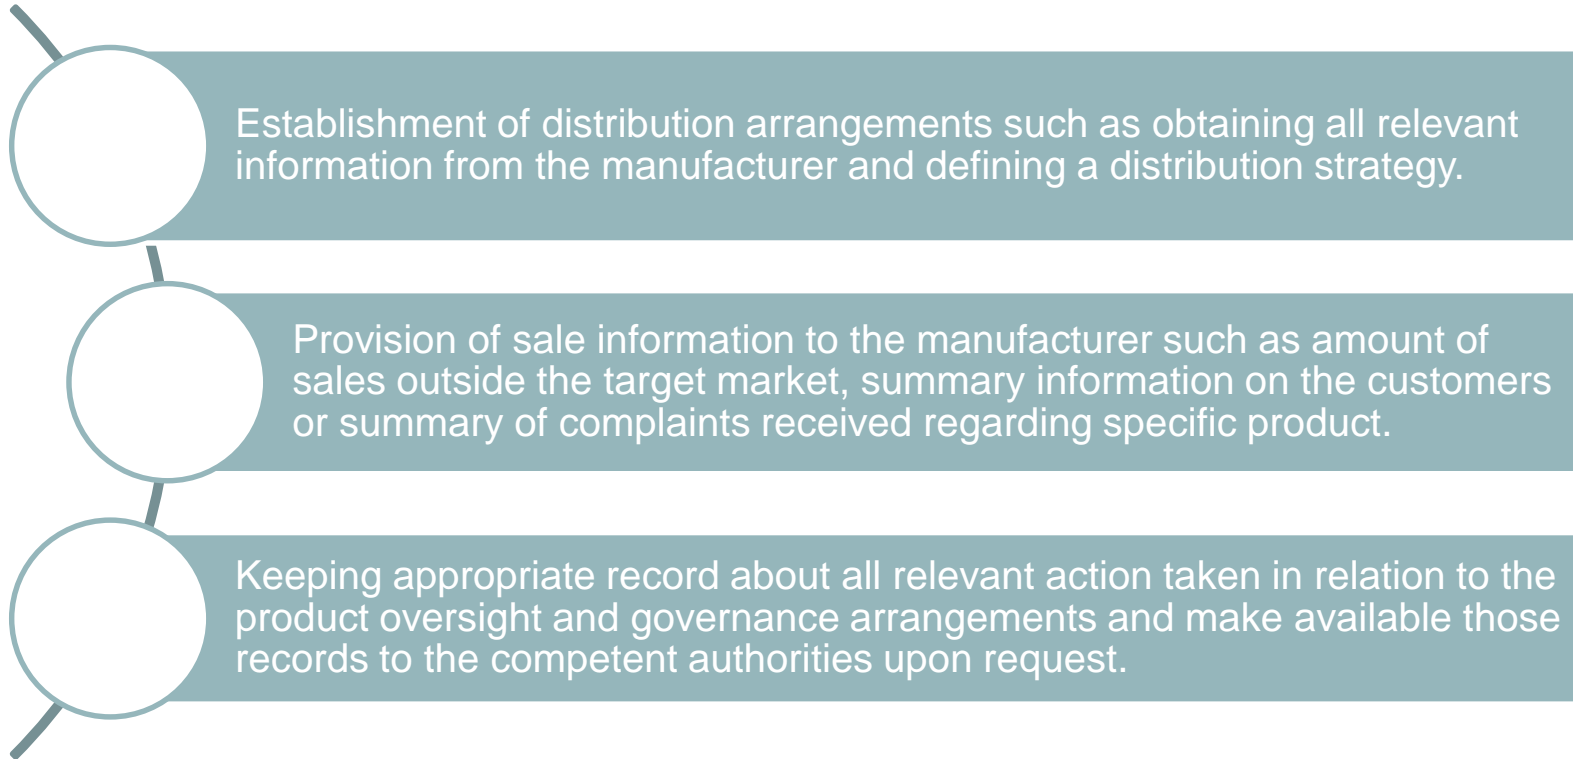 Establishment of distribution arrangements such as obtaining all relevant
information from the manufacturer and defining a distribution strategy.
Provision of sale information to the manufacturer such as amount of
sales outside the target market, summary information on the customers
or summary of complaints received regarding specific product.
Keeping appropriate record about all relevant action taken in relation to the
product oversight and governance arrangements and make available those
records to the competent authorities upon request.